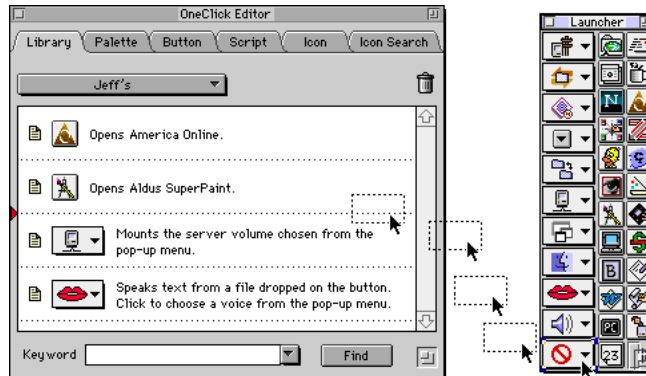 OneClick Editor
Library Palette Button Script Icon Icon Search
Jeff's
Opens America Online.
Opens Aldus SuperPaint.
Mounts the server volume chosen from the
pop-up menu.
Speaks text from a file dropped on the button.
Click to choose a voice from the pop-up menu.
Keyword
Find
Launcher
N
B
PC
23